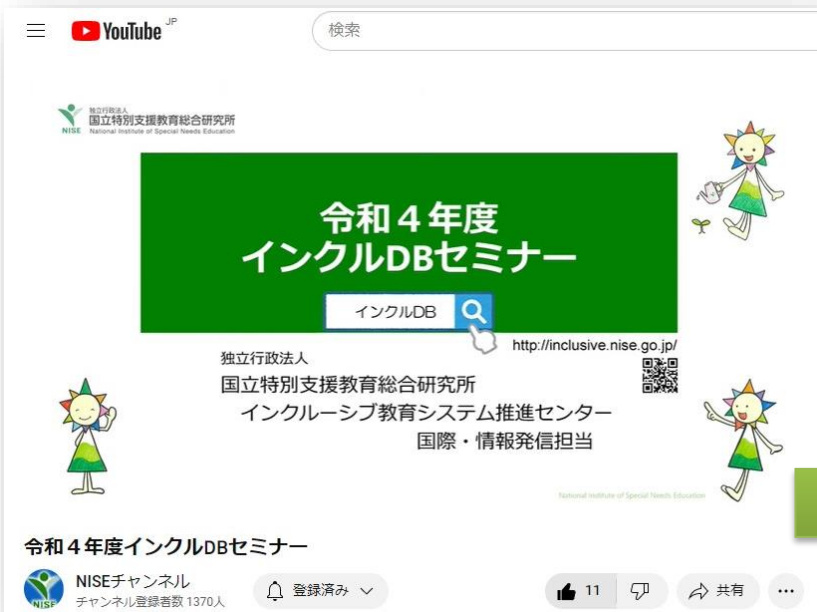 YouTube JP
検索
独立行政法人
国立特別支援教育総合研究所
NISE National Institute of Special Needs Education
令和４年度
インクルDBセミナー
インクルDB
http://inclusive.nise.go.jp/
独立行政法人
国立特別支援教育総合研究所
インクルーシブ教育システム推進センター
国際・情報発信担当
National Institute of Special Needs Education
令和４年度インクルDBセミナー
NISE
NISEチャンネル
チャンネル登録者数 1370人
登録済み
11
共有